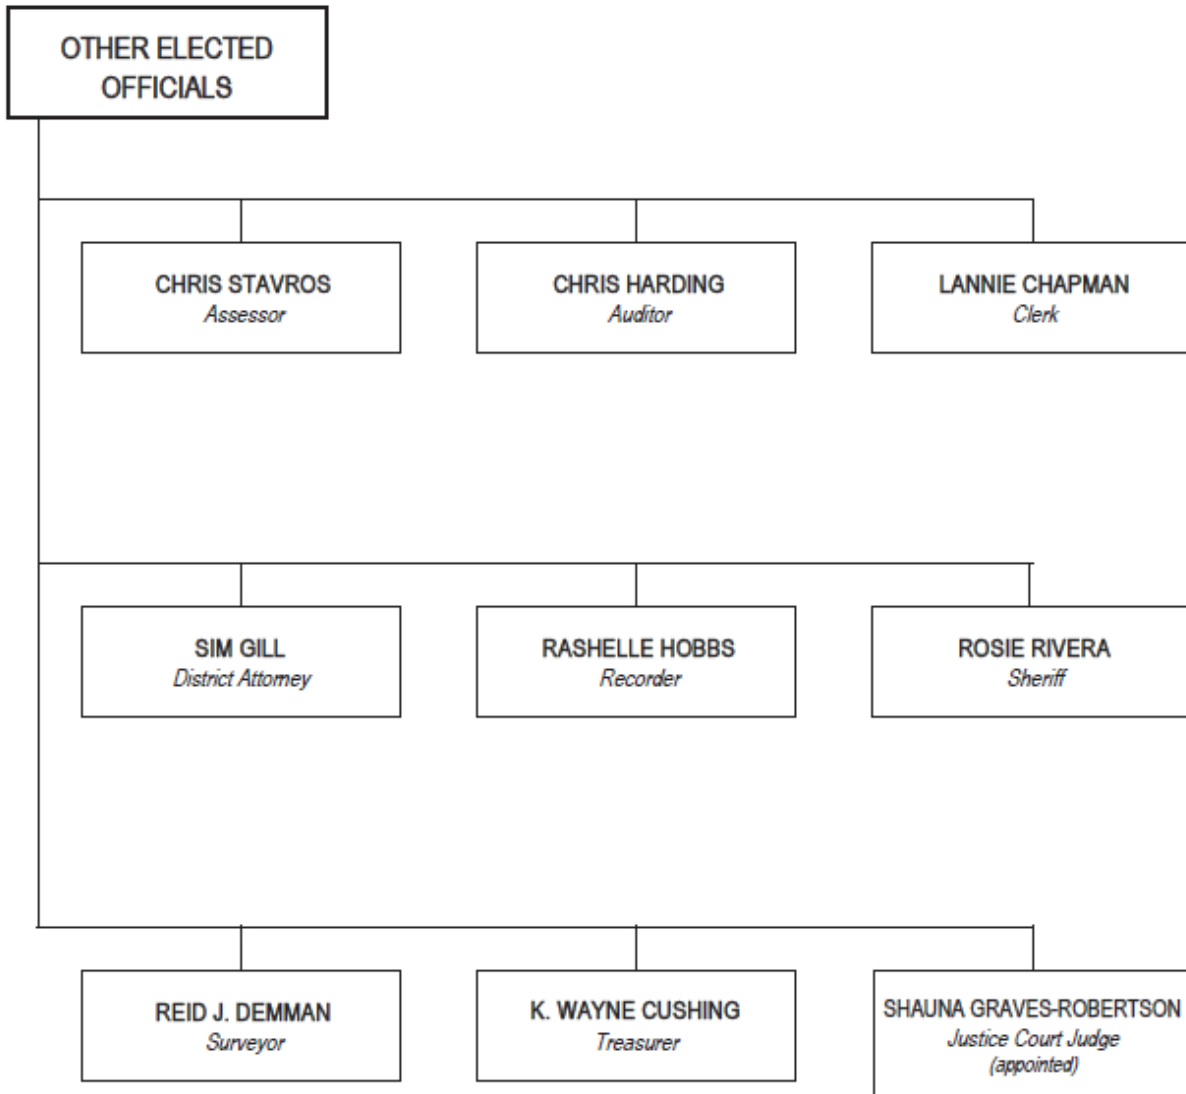 OTHER ELECTED
OFFICIALS
CHRIS STAVROS
Assessor
CHRIS HARDING
Auditor
LANNIE CHAPMAN
Clerk
SIM GILL
District Attorney
RASHELLE HOBBS
Recorder
ROSIE RIVERA
Sheriff
REID J. DEMMAN
Surveyor
K. WAYNE CUSHING
Treasurer
SHAUNA GRAVES-ROBERTSON
Justice Court Judge
(appointed)